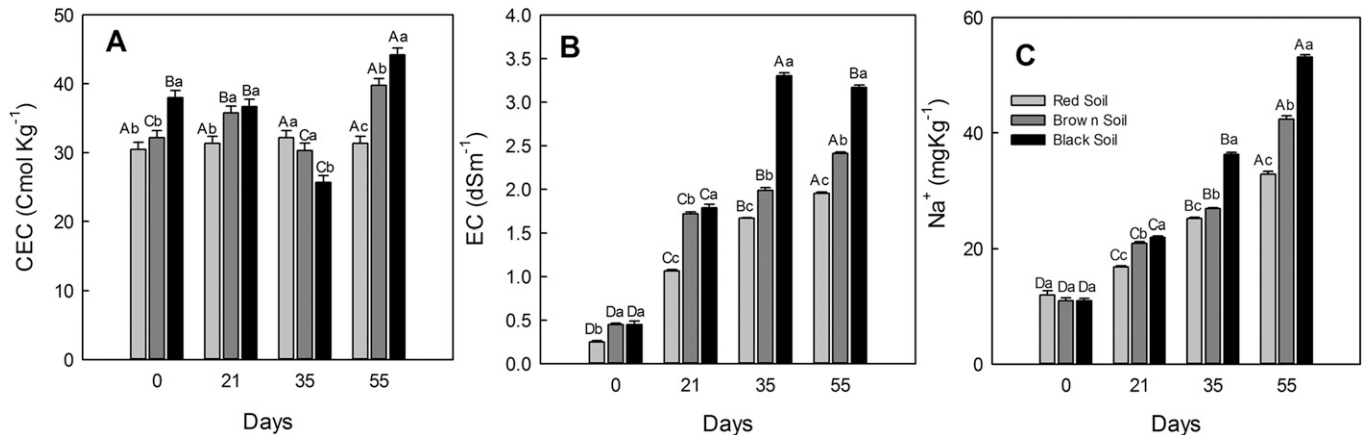 A
CEC (Cmol Kg⁻¹)
50
40
30
20
10
0
Ab Cb Ba
Ab Ba Ba
Aa Ca Cb
Ac Ab Aa
0 21 35 55
Days
B
EC (dSm⁻¹)
4.0
3.5
3.0
2.5
2.0
1.5
1.0
0.5
0.0
Db Da Da
Cc Cb Ca
Bc Bb Aa
Ac Ab Ba
0 21 35 55
Days
C
Na⁺ (mgKg⁻¹)
60
40
20
0
Red Soil
Brow n Soil
Black Soil
Da Da Da
Cc Cb Ca
Bc Bb Ba
Ac Ab Aa
0 21 35 55
Days